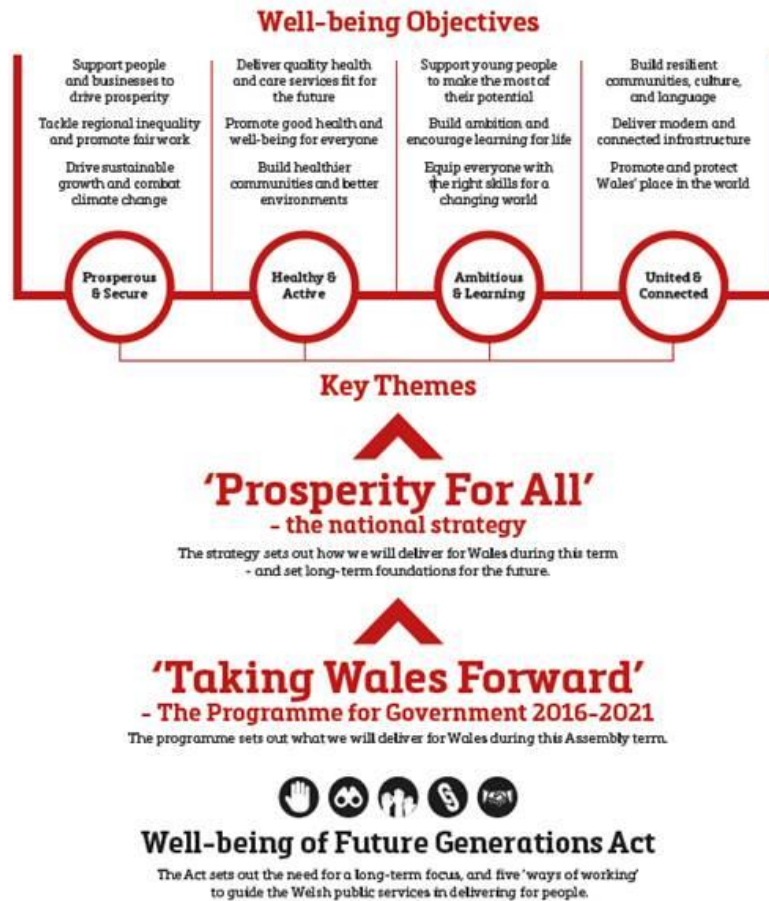 Well-being Objectives
Support people
and businesses to
drive prosperity
Tackle regional inequality
and promote fair work
Drive sustainable
growth and combat
climate change
Deliver quality health
and care services fit for
the future
Promote good health and
well-being for everyone
Build healthier
communities and better
environments
Support young people
to make the most of
their potential
Build ambition and
encourage learning for life
Equip everyone with
the right skills for a
changing world
Build resilient
communities, culture,
and language
Deliver modern and
connected infrastructure
Promote and protect
Wales' place in the world
Prosperous
& Secure
Healthy &
Active
Ambitious
& Learning
United &
Connected
Key Themes
'Prosperity For All'
- the national strategy
The strategy sets out how we will deliver for Wales during this term
- and set long-term foundations for the future.
'Taking Wales Forward'
- The Programme for Government 2016-2021
The programme sets out what we will deliver for Wales during this Assembly term.
Well-being of Future Generations Act
The Act sets out the need for a long-term focus, and five 'ways of working'
to guide the Welsh public services in delivering for people.